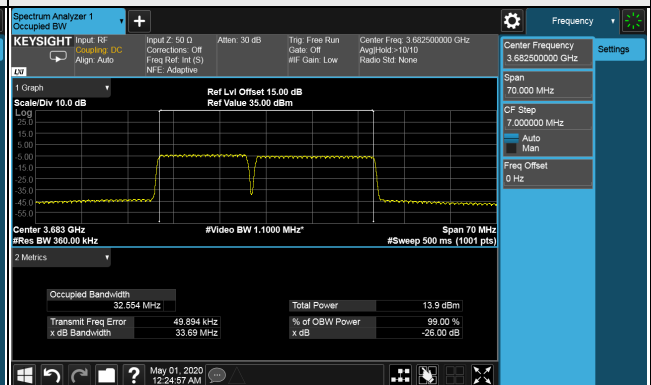 Spectrum Analyzer 1
Occupied BW
Frequency
KEYSIGHT
Input: RF
Coupling: DC
Align: Auto
Input Z: 50 Ω
Corrections: Off
Freq Ref: Int (S)
NFE: Adaptive
Atten: 30 dB
Trig: Free Run
Gate: Off
#IF Gain: Low
Center Freq: 3.682500000 GHz
Avg|Hold:>10/10
Radio Std: None
LXI
Center Frequency
3.682500000 GHz
Settings
Span
70.000 MHz
CF Step
7.000000 MHz
Auto
Man
Freq Offset
0 Hz
1 Graph
Scale/Div 10.0 dB
Ref Lvl Offset 15.00 dB
Ref Value 35.00 dBm
Log
25.0
15.0
5.00
-5.00
-15.0
-25.0
-35.0
-45.0
-55.0
Center 3.683 GHz
#Res BW 360.00 kHz
#Video BW 1.1000 MHz*
Span 70 MHz
#Sweep 500 ms (1001 pts)
2 Metrics
Occupied Bandwidth
32.554 MHz
Transmit Freq Error
49.894 kHz
x dB Bandwidth
33.69 MHz
Total Power
13.9 dBm
% of OBW Power
99.00 %
x dB
-26.00 dB
May 01, 2020
12:24:57 AM